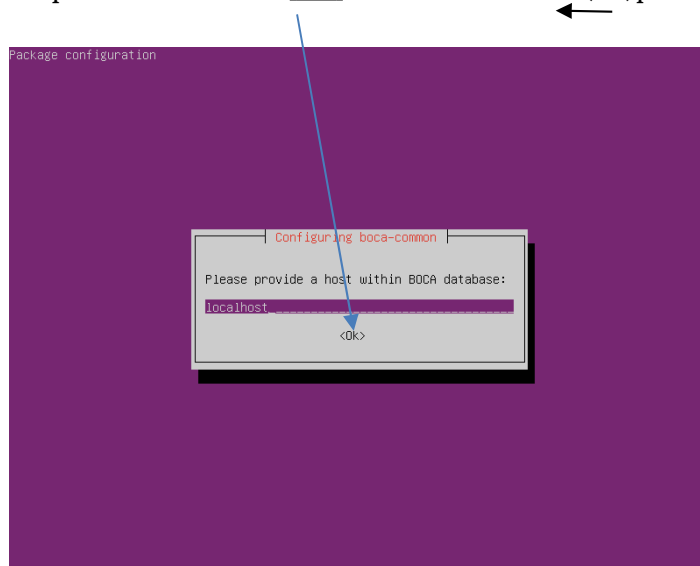 Package configuration
Configuring boca-common
Please provide a host within BOCA database:
localhost
<Ok>